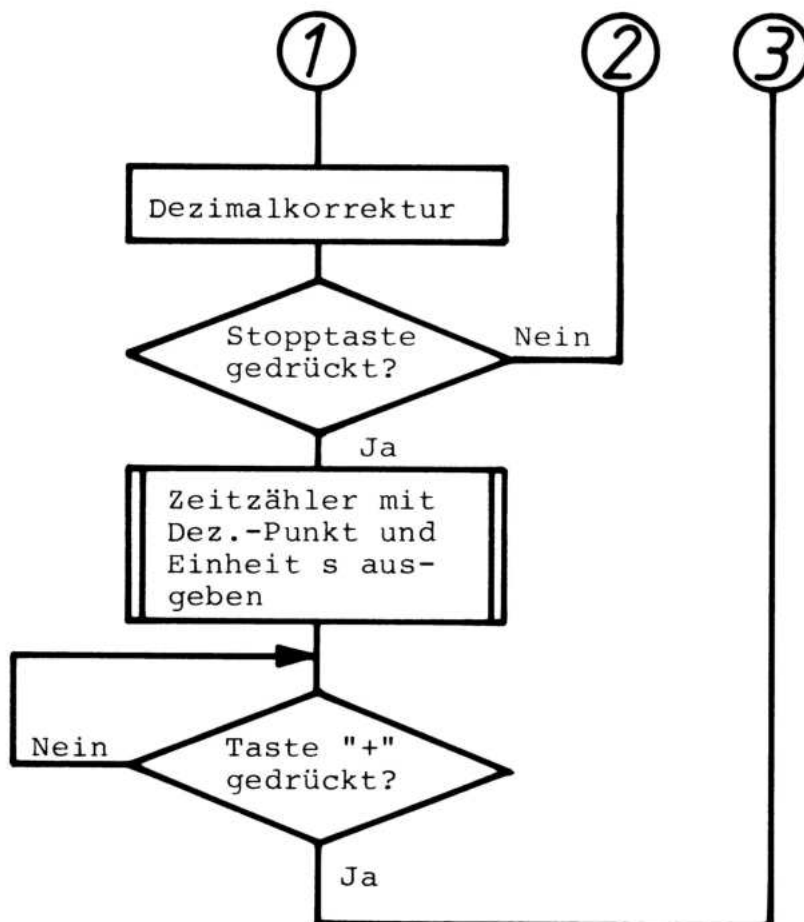 1
2
3
Dezimalkorrektur
Stopptaste
gedrückt?
Nein
Ja
Zeitzähler mit
Dez.-Punkt und
Einheit s aus-
geben
Nein
Taste "+"
gedrückt?
Ja